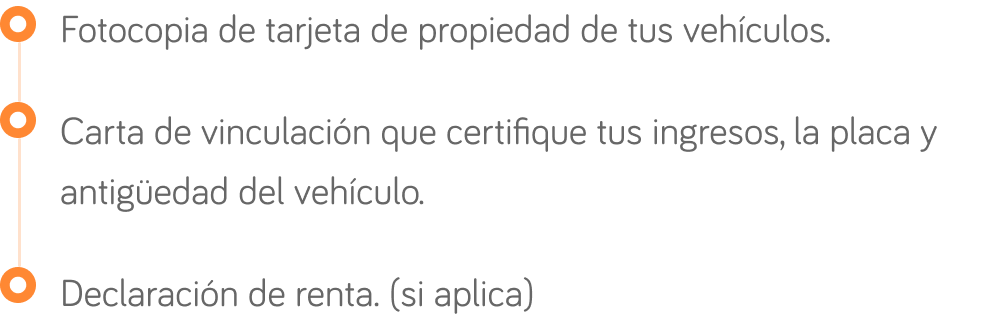 Fotocopia de tarjeta de propiedad de tus vehículos.
Carta de vinculación que certifique tus ingresos, la placa y
antigüedad del vehículo.
Declaración de renta. (si aplica)